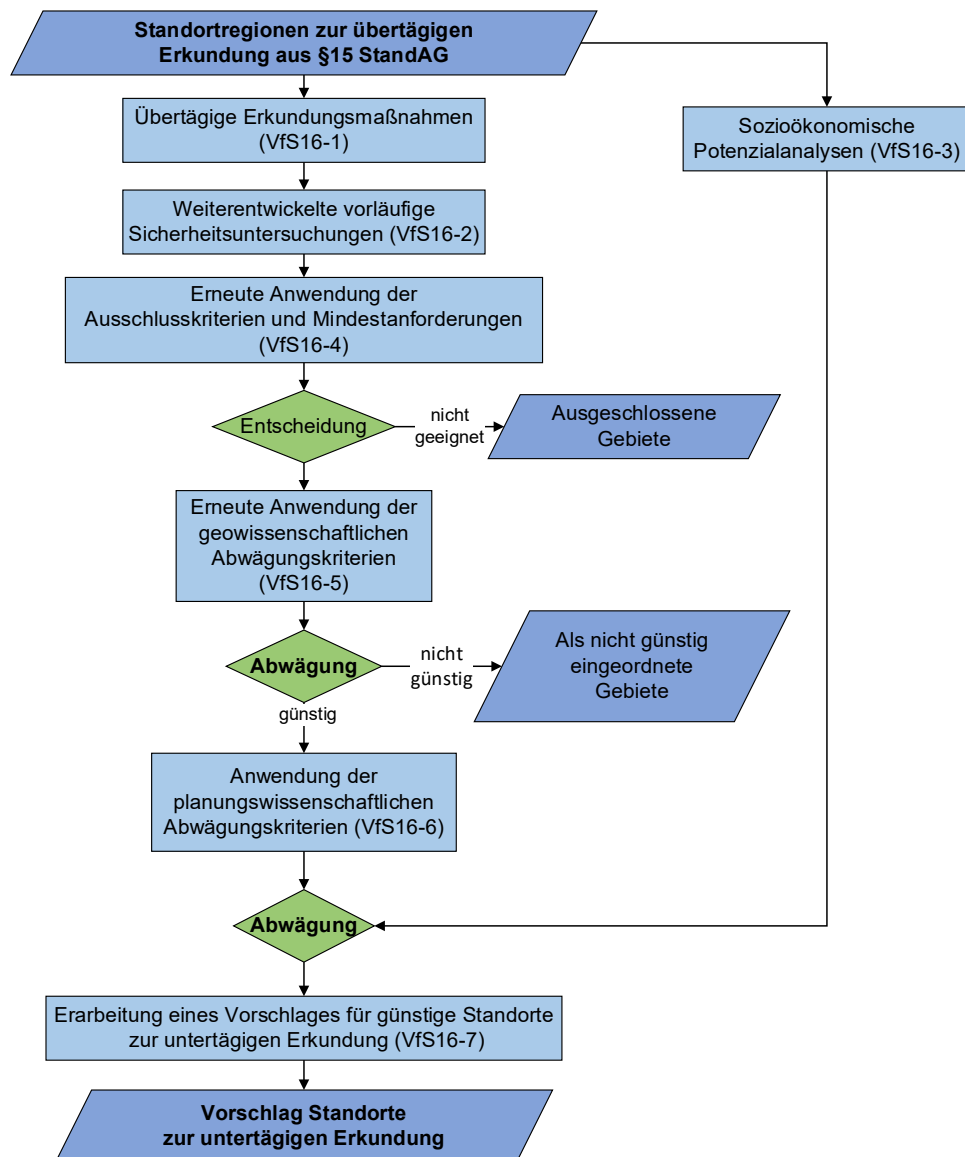 Standortregionen zur übertägigen
Erkundung aus §15 StandAG
Übertägige Erkundungsmaßnahmen
(VfS16-1)
Sozioökonomische
Potenzialanalysen (VfS16-3)
Weiterentwickelte vorläufige
Sicherheitsuntersuchungen (VfS16-2)
Erneute Anwendung der
Ausschlusskriterien und Mindestanforderungen
(VfS16-4)
Entscheidung
nicht
geeignet
Ausgeschlossene
Gebiete
Erneute Anwendung der
geowissenschaftlichen
Abwägungskriterien
(VfS16-5)
Abwägung
nicht
günstig
Als nicht günstig
eingeordnete
Gebiete
günstig
Anwendung der
planungswissenschaftlichen
Abwägungskriterien (VfS16-6)
Abwägung
Erarbeitung eines Vorschlages für günstige Standorte
zur untertägigen Erkundung (VfS16-7)
Vorschlag Standorte
zur untertägigen Erkundung